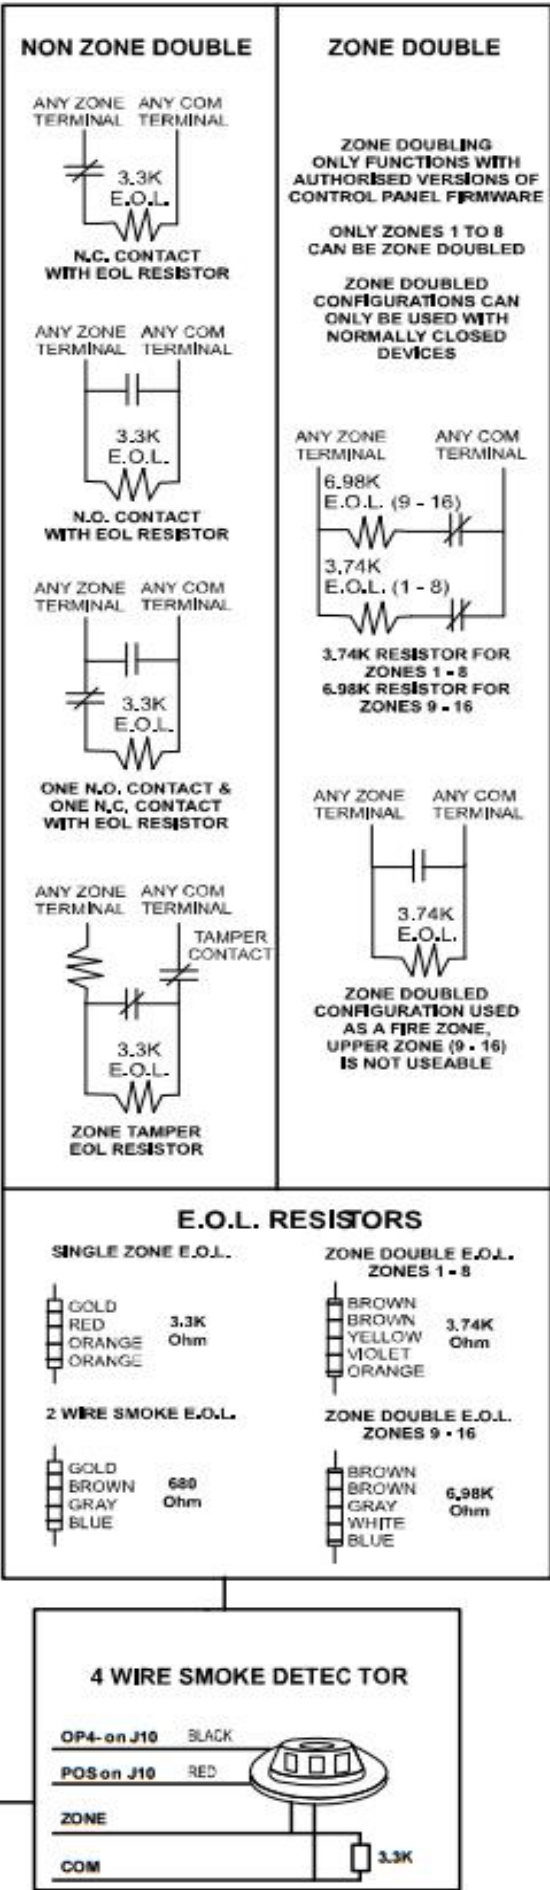 NON ZONE DOUBLE
ANY ZONE ANY COM
TERMINAL TERMINAL
3.3K
E.O.L.
N.C. CONTACT
WITH EOL RESISTOR
ANY ZONE ANY COM
TERMINAL TERMINAL
3.3K
E.O.L.
N.O. CONTACT
WITH EOL RESISTOR
ANY ZONE ANY COM
TERMINAL TERMINAL
3.3K
E.O.L.
ONE N.O. CONTACT &
ONE N.C. CONTACT
WITH EOL RESISTOR
ANY ZONE ANY COM
TERMINAL TERMINAL
TAMPER
CONTACT
3.3K
E.O.L.
ZONE TAMPER
EOL RESISTOR
ZONE DOUBLE
ZONE DOUBLING
ONLY FUNCTIONS WITH
AUTHORISED VERSIONS OF
CONTROL PANEL FIRMWARE
ONLY ZONES 1 TO 8
CAN BE ZONE DOUBLED
ZONE DOUBLED
CONFIGURATIONS CAN
ONLY BE USED WITH
NORMALLY CLOSED
DEVICES
ANY ZONE ANY COM
TERMINAL TERMINAL
6.98K
E.O.L. (9 - 16)
3.74K
E.O.L. (1 - 8)
3.74K RESISTOR FOR
ZONES 1 - 8
6.98K RESISTOR FOR
ZONES 9 - 16
ANY ZONE ANY COM
TERMINAL TERMINAL
3.74K
E.O.L.
ZONE DOUBLED
CONFIGURATION USED
AS A FIRE ZONE,
UPPER ZONE (9 - 16)
IS NOT USEABLE
E.O.L. RESISTORS
SINGLE ZONE E.O.L.
GOLD
RED
ORANGE
ORANGE
3.3K
Ohm
ZONE DOUBLE E.O.L.
ZONES 1 - 8
BROWN
BROWN
YELLOW
VIOLET
ORANGE
3.74K
Ohm
2 WIRE SMOKE E.O.L.
GOLD
BROWN
GRAY
BLUE
680
Ohm
ZONE DOUBLE E.O.L.
ZONES 9 - 16
BROWN
BROWN
GRAY
WHITE
BLUE
6.98K
Ohm
4 WIRE SMOKE DETEC TOR
OP4- on J10 BLACK
POS on J10 RED
ZONE
COM
3.3K